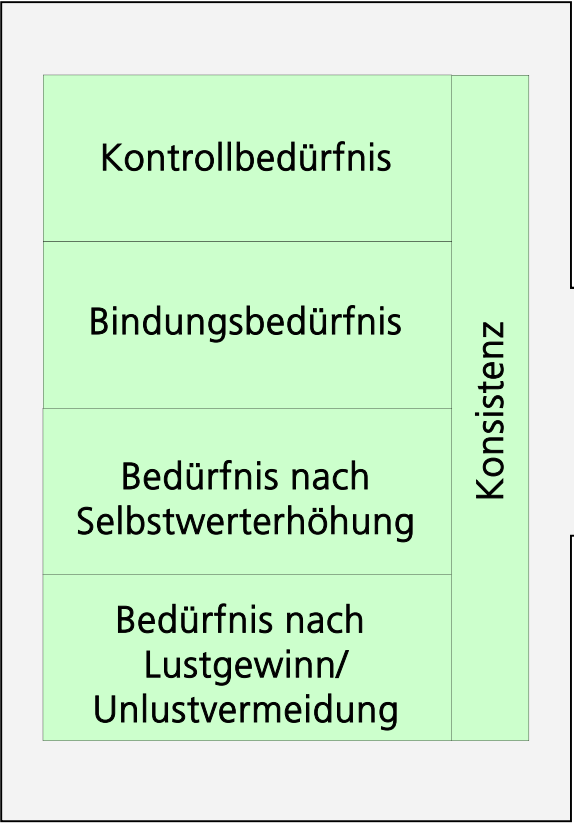 Kontrollbedürfnis
Bindungsbedürfnis
Bedürfnis nach
Selbstwerterhöhung
Bedürfnis nach
Lustgewinn/
Unlustvermeidung
Konsistenz